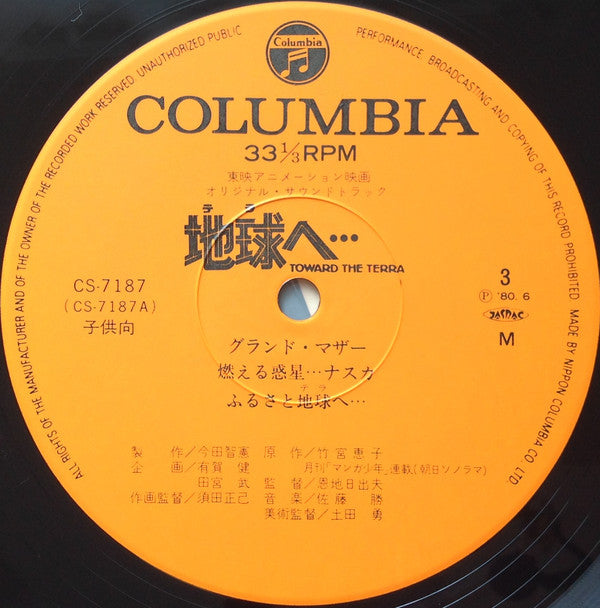 ALL RIGHTS OF THE MANUFACTURER AND OF THE OWNER OF THE RECORDED WORK RESERVED. UNAUTHORIZED PUBLIC PERFORMANCE, BROADCASTING AND COPYING OF THIS RECORD PROHIBITED. MADE BY NIPPON COLUMBIA CO. LTD.
Columbia
COLUMBIA
33 1/3 RPM
東映アニメーション映画
オリジナル・サウンドトラック
テラ
地球へ…
TOWARD THE TERRA
CS-7187
(CS-7187A)
子供向
3
Ⓟ '80. 6
JASRAC
M
グランド・マザー
燃える惑星…ナスカ
テラ
ふるさと地球へ…
製 作/今田智憲 原 作/竹宮恵子
企 画/有賀 健 月刊「マンガ少年」連載(朝日ソノラマ)
田宮 武 監 督/恩地日出夫
作画監督/須田正己 音 楽/佐藤 勝
美術監督/土田 勇